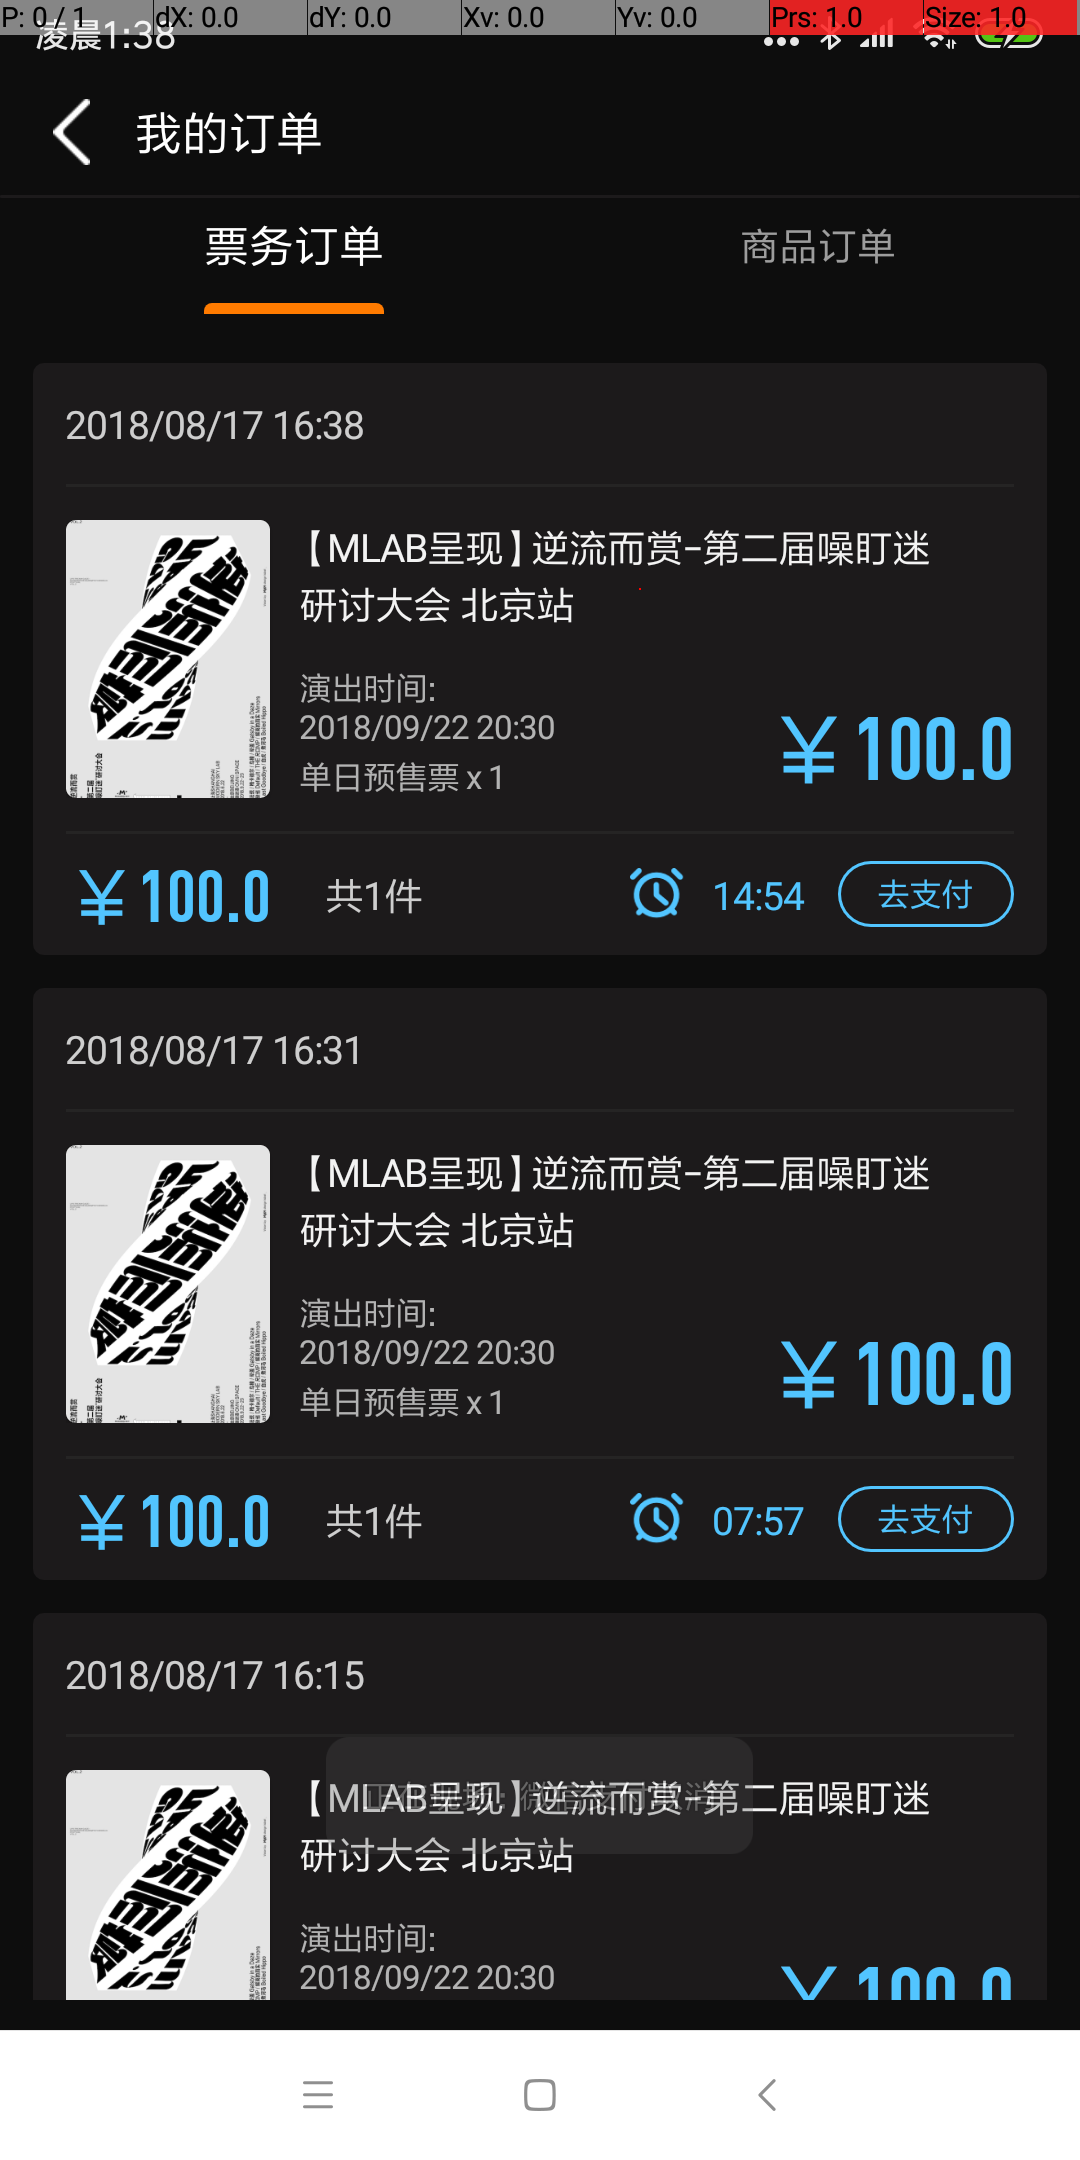 P: 0 / 1 dX: 0.0 dY: 0.0 Xv: 0.0 Yv: 0.0 Prs: 1.0 Size: 1.0
凌晨1:38
我的订单
票务订单 商品订单
2018/08/17 16:38
【MLAB呈现】逆流而赏-第二届噪盯迷
研讨大会 北京站
演出时间:
2018/09/22 20:30
单日预售票 x 1
¥ 100.0
¥ 100.0 共1件 14:54 去支付
2018/08/17 16:31
【MLAB呈现】逆流而赏-第二届噪盯迷
研讨大会 北京站
演出时间:
2018/09/22 20:30
单日预售票 x 1
¥ 100.0
¥ 100.0 共1件 07:57 去支付
2018/08/17 16:15
【MLAB呈现】逆流而赏-第二届噪盯迷
研讨大会 北京站
演出时间:
2018/09/22 20:30
¥ 100.0